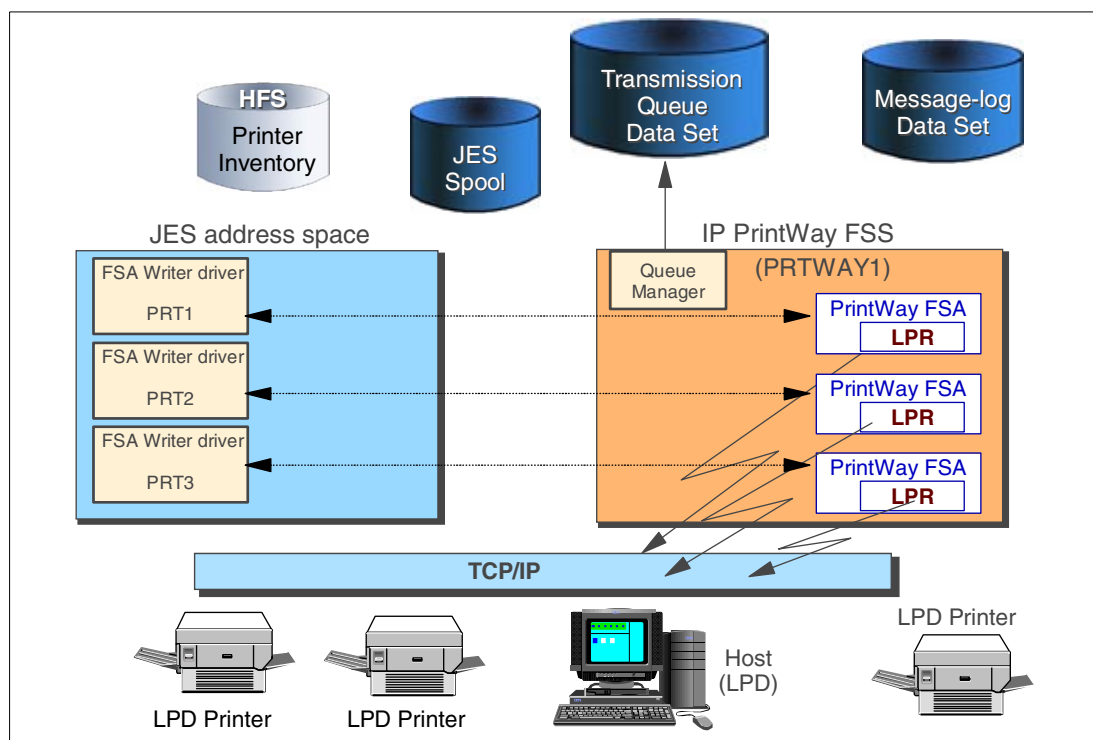 HFS
Printer
Inventory
JES
Spool
Transmission
Queue
Data Set
Message-log
Data Set
JES address space
FSA Writer driver
PRT1
FSA Writer driver
PRT2
FSA Writer driver
PRT3
IP PrintWay FSS
(PRTWAY1)
Queue
Manager
PrintWay FSA
LPR
PrintWay FSA
LPR
PrintWay FSA
LPR
TCP/IP
LPD Printer
LPD Printer
Host
(LPD)
LPD Printer